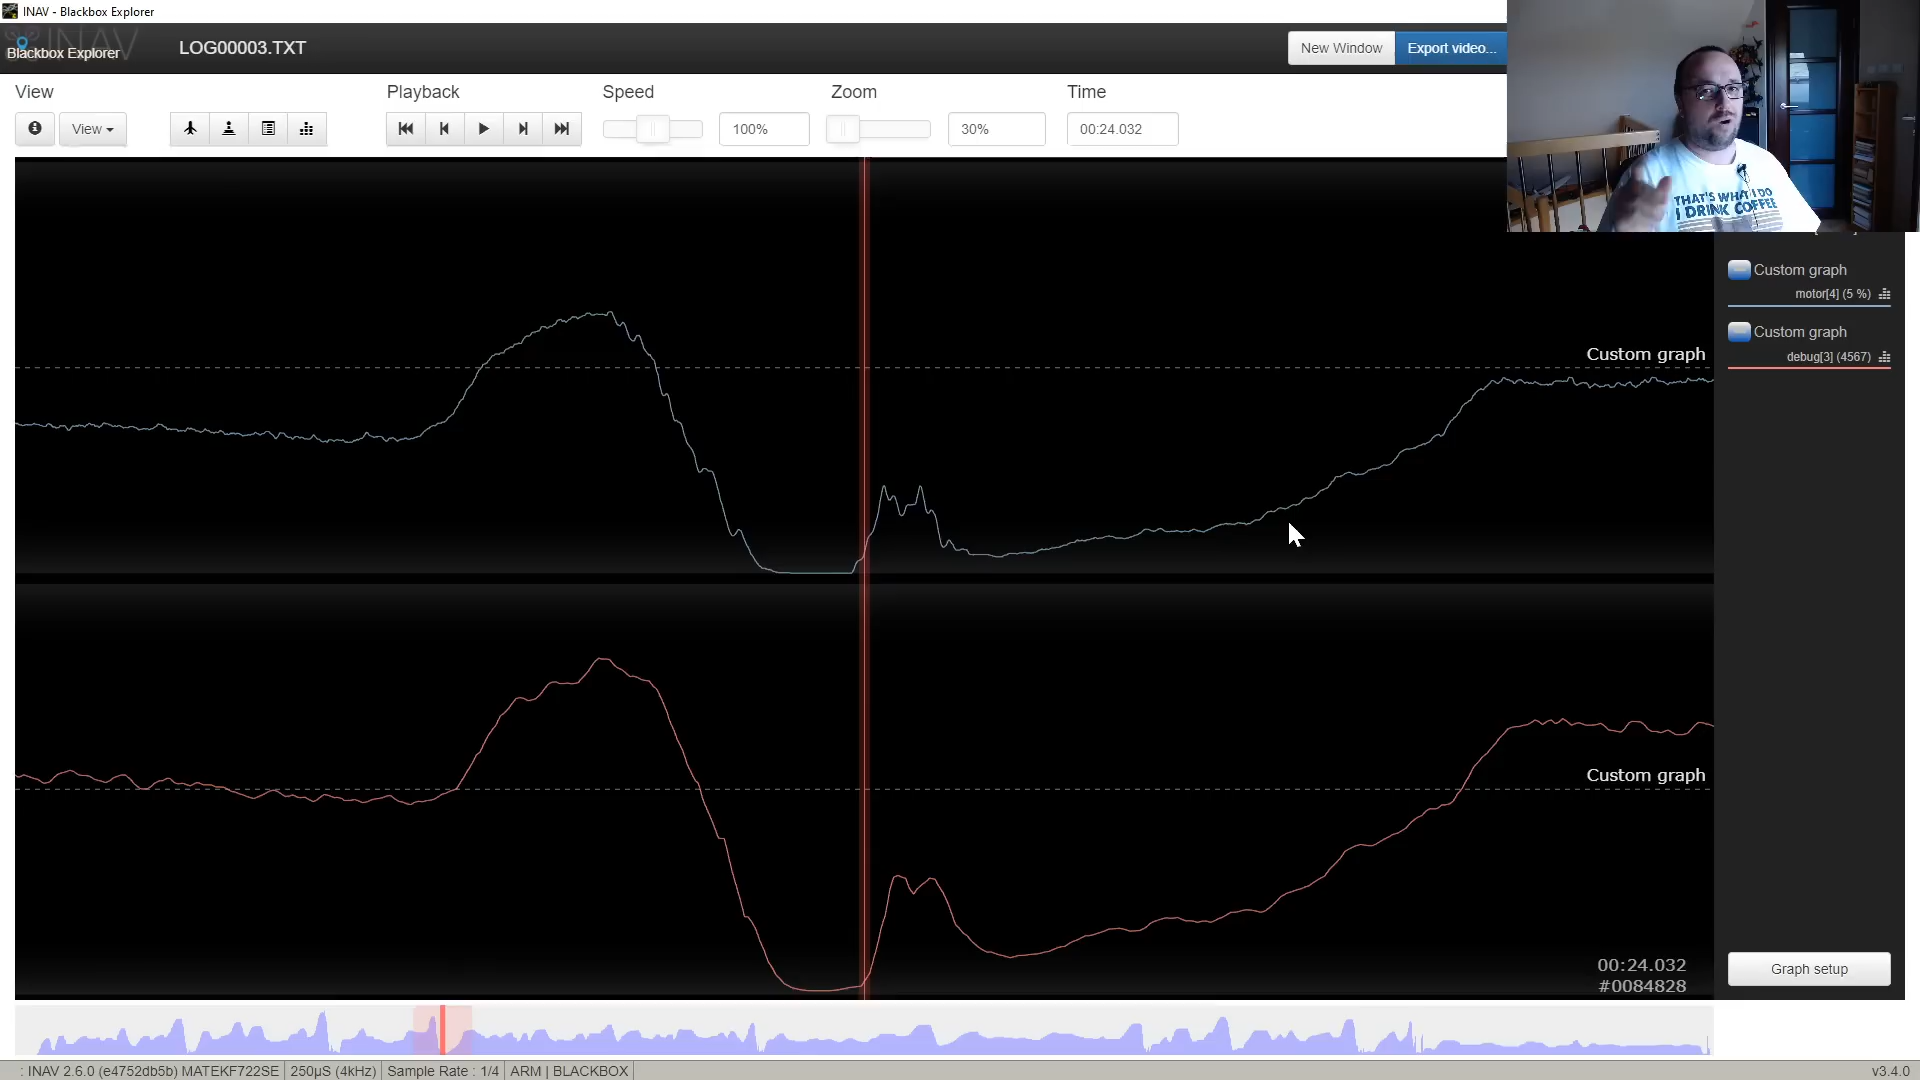 INAV - Blackbox Explorer
Blackbox Explorer
LOG00003.TXT
New Window
Export video...
View
Playback
Speed
Zoom
Time
View
100%
30%
00:24.032
THAT'S WHAT I DO
I DRINK COFFEE
Custom graph
motor[4] (5 %)
Custom graph
debug[3] (4567)
Custom graph
Custom graph
00:24.032
#0084828
Graph setup
: INAV 2.6.0 (e4752db5b) MATEKF722SE
250µS (4kHz)
Sample Rate : 1/4
ARM | BLACKBOX
v3.4.0